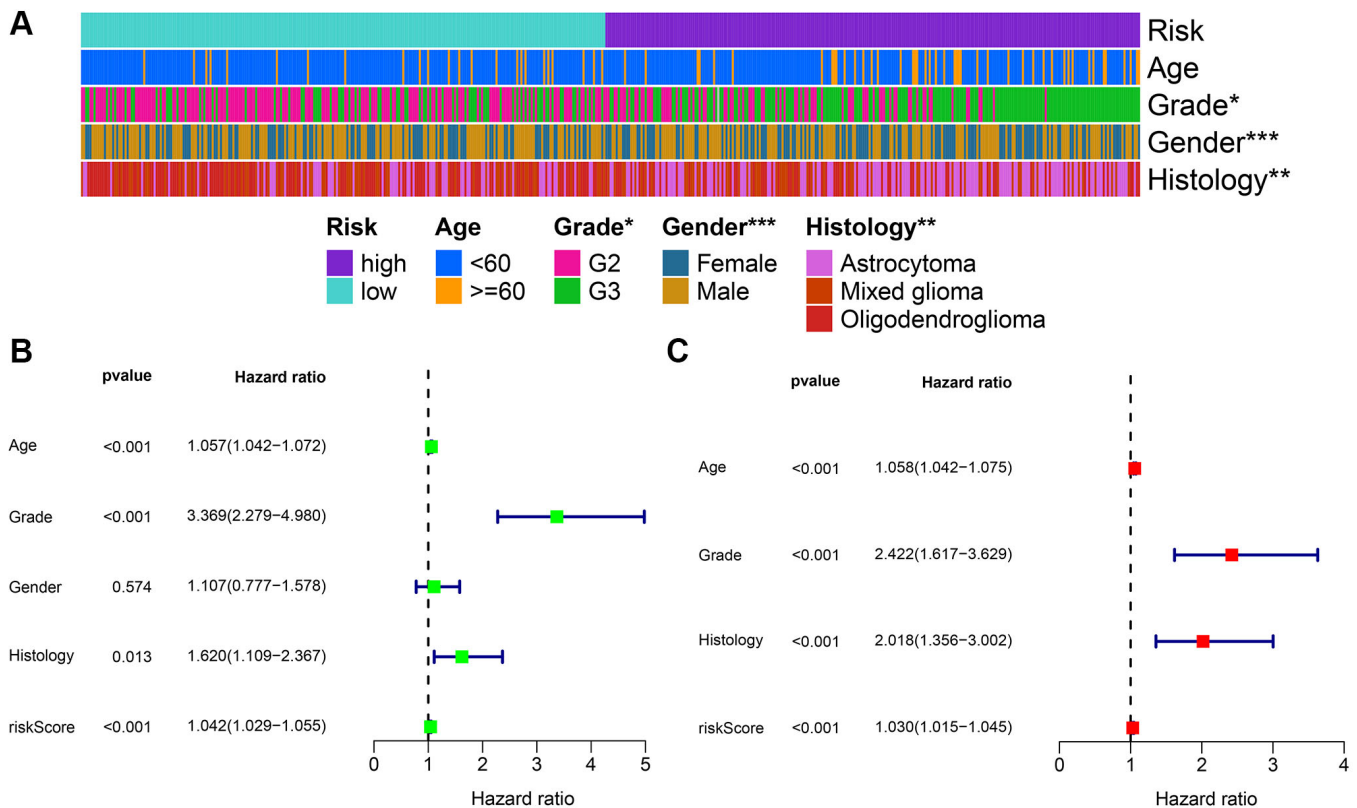 A
Risk
Age
Grade*
Gender***
Histology**
Risk Age Grade* Gender*** Histology**
high <60 G2 Female Astrocytoma
low >=60 G3 Male Mixed glioma
Oligodendroglioma
B
pvalue Hazard ratio
Age <0.001 1.057(1.042−1.072)
Grade <0.001 3.369(2.279−4.980)
Gender 0.574 1.107(0.777−1.578)
Histology 0.013 1.620(1.109−2.367)
riskScore <0.001 1.042(1.029−1.055)
0 1 2 3 4 5
Hazard ratio
C
pvalue Hazard ratio
Age <0.001 1.058(1.042−1.075)
Grade <0.001 2.422(1.617−3.629)
Histology <0.001 2.018(1.356−3.002)
riskScore <0.001 1.030(1.015−1.045)
0 1 2 3 4
Hazard ratio